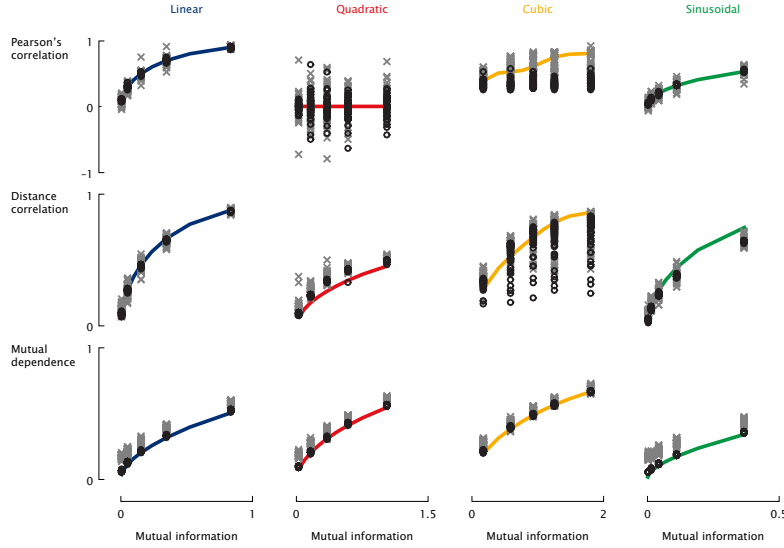 Linear Quadratic Cubic Sinusoidal
Pearson's
correlation
1
0
–1
Distance
correlation
1
0
Mutual
dependence
1
0
0 1 0 1.5 0 2 0 0.5
Mutual information Mutual information Mutual information Mutual information